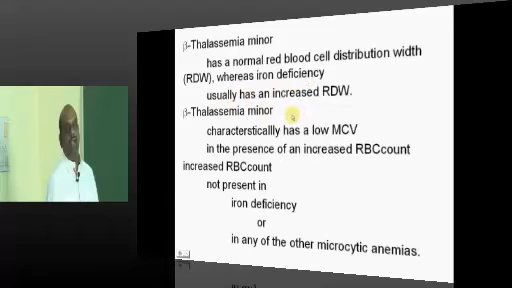 β-Thalassemia minor
has a normal red blood cell distribution width
(RDW), whereas iron deficiency
usually has an increased RDW.
β-Thalassemia minor
characterstically has a low MCV
in the presence of an increased RBCcount
increased RBCcount
not present in
iron deficiency
or
in any of the other microcytic anemias.